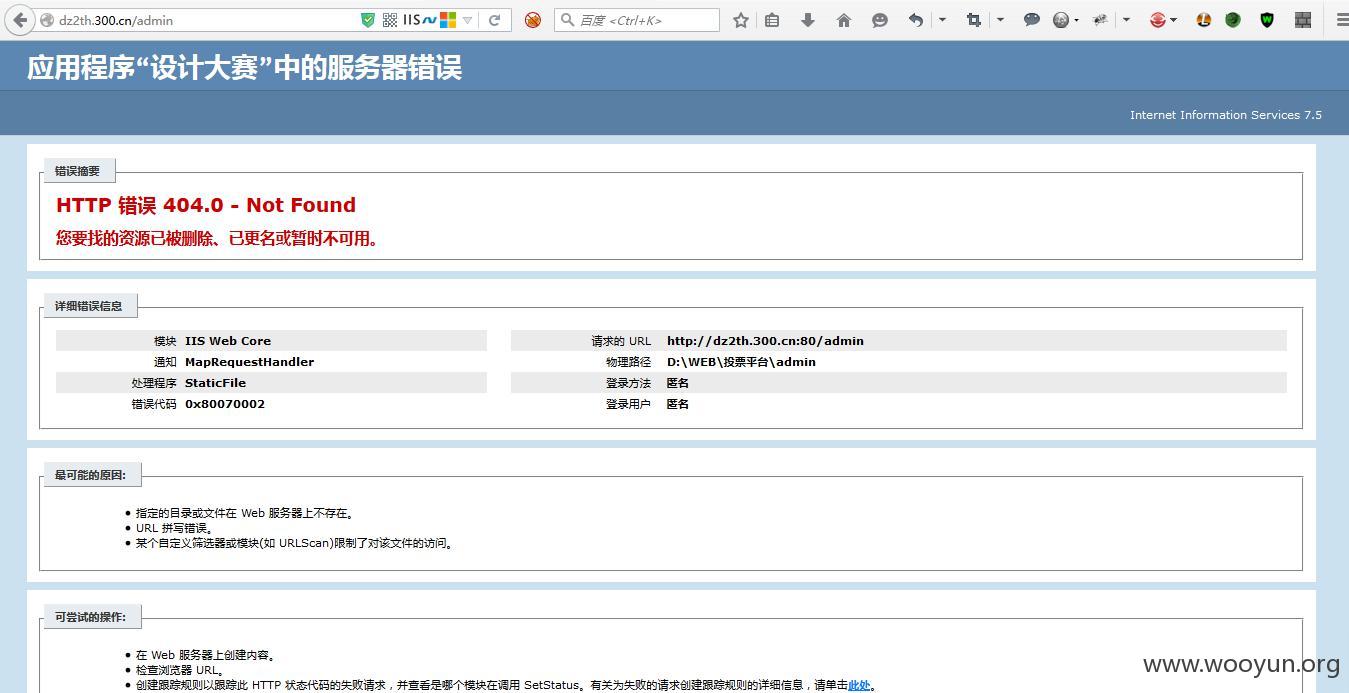 dz2th.300.cn/admin
IIS
百度 <Ctrl+K>
应用程序“设计大赛”中的服务器错误
Internet Information Services 7.5
错误摘要
HTTP 错误 404.0 - Not Found
您要找的资源已被删除、已更名或暂时不可用。
详细错误信息
模块 IIS Web Core
通知 MapRequestHandler
处理程序 StaticFile
错误代码 0x80070002
请求的 URL http://dz2th.300.cn:80/admin
物理路径 D:\WEB\投票平台\admin
登录方法 匿名
登录用户 匿名
最可能的原因:
• 指定的目录或文件在 Web 服务器上不存在。
• URL 拼写错误。
• 某个自定义筛选器或模块(如 URLScan)限制了对该文件的访问。
可尝试的操作:
• 在 Web 服务器上创建内容。
• 检查浏览器 URL。
• 创建跟踪规则以跟踪此 HTTP 状态代码的失败请求，并查看是哪个模块在调用 SetStatus。有关为失败的请求创建跟踪规则的详细信息，请单击此处。
www.wooyun.org